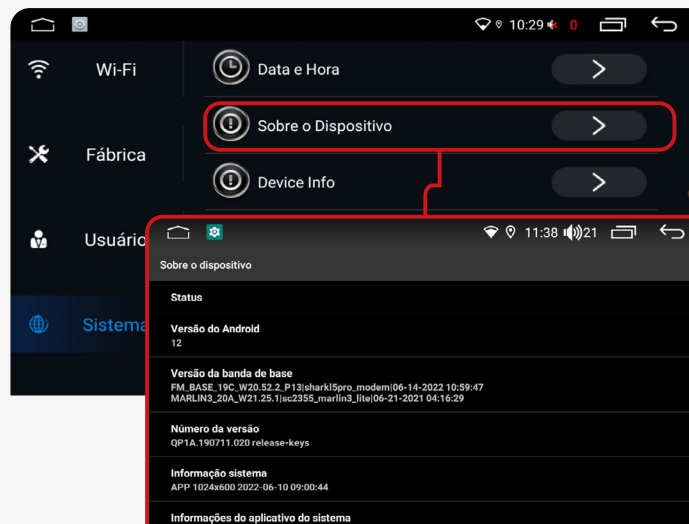 10:29 0
Wi-Fi
Data e Hora
Sobre o Dispositivo
Fábrica
Device Info
Usuário
11:38 21
Sobre o dispositivo
Status
Sistema
Versão do Android
12
Versão da banda de base
FM_BASE_19C_W20.52.2_P13|sharkl5pro_modem|06-14-2022 10:59:47
MARLIN3_20A_W21.25.1|sc2355_marlin3_lite|06-21-2021 04:16:29
Número da versão
QP1A.190711.020 release-keys
Informação sistema
APP 1024x600 2022-06-10 09:00:44
Informações do aplicativo do sistema